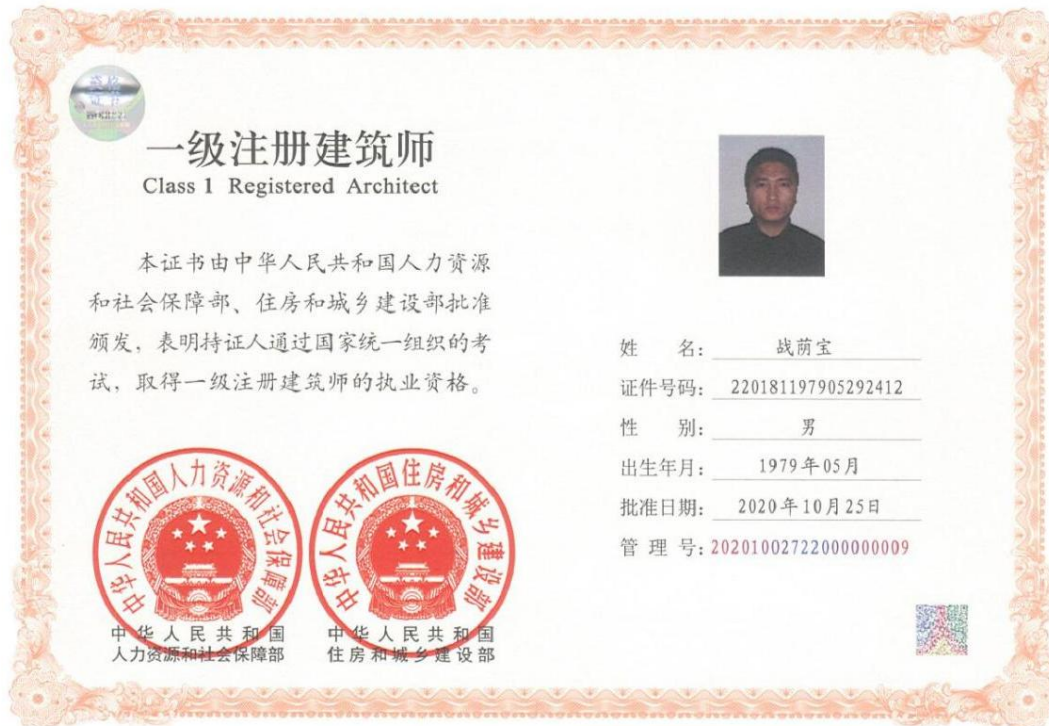 一级注册建筑师
Class 1 Registered Architect
本证书由中华人民共和国人力资源
和社会保障部、住房和城乡建设部批准
颁发，表明持证人通过国家统一组织的考
试，取得一级注册建筑师的执业资格。
中华人民共和国人力资源和社会保障部
中华人民共和国住房和城乡建设部
中华人民共和国
人力资源和社会保障部
中华人民共和国
住房和城乡建设部
姓 名： 战荫宝
证件号码： 220181197905292412
性 别： 男
出生年月： 1979年05月
批准日期： 2020年10月25日
管 理 号： 20201002722000000009